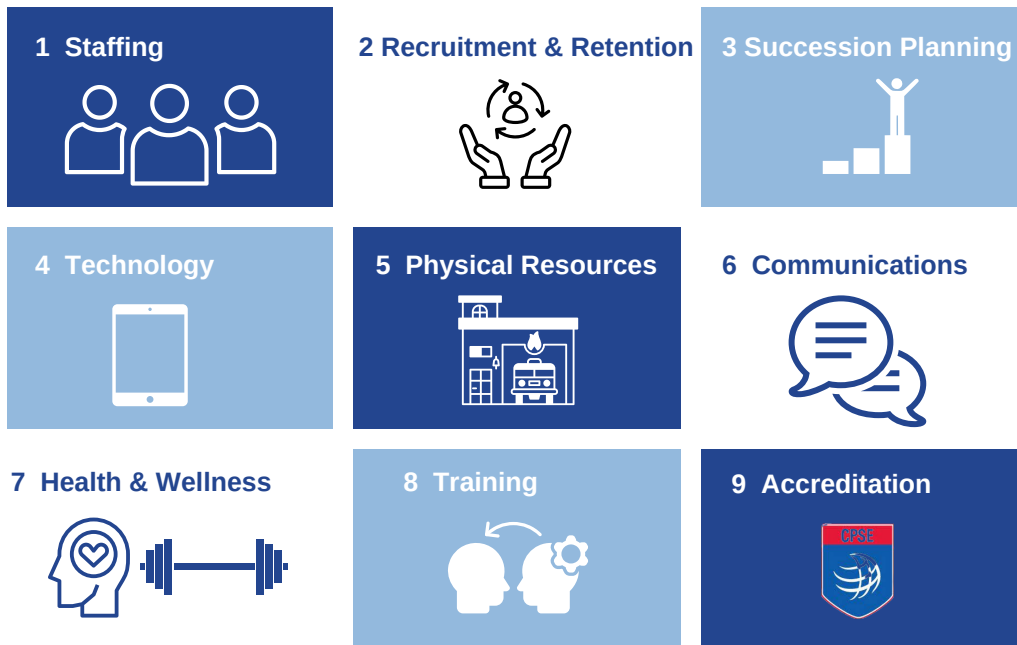 1 Staffing
2 Recruitment & Retention
3 Succession Planning
4 Technology
5 Physical Resources
6 Communications
7 Health & Wellness
8 Training
9 Accreditation
CPSE